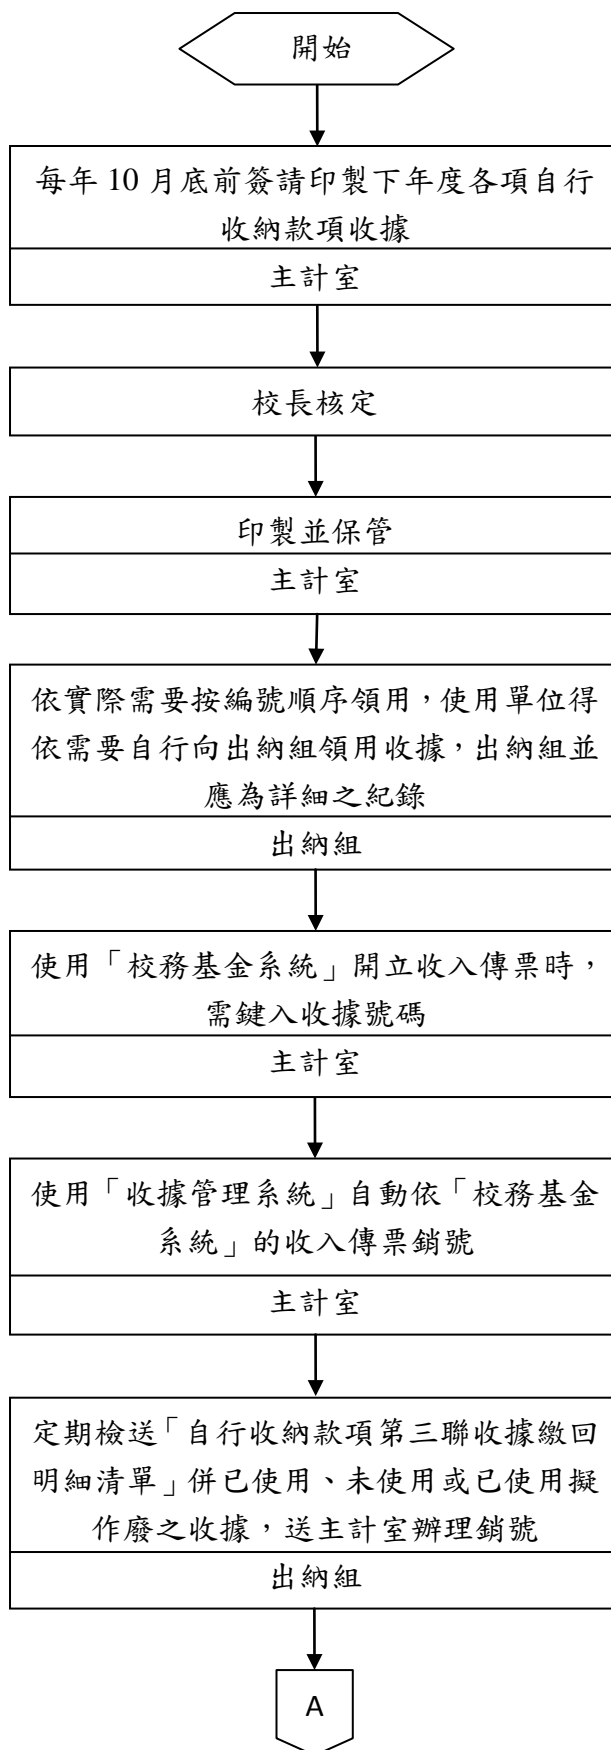 開始
每年 10 月底前簽請印製下年度各項自行
收納款項收據
主計室
校長核定
印製並保管
主計室
依實際需要按編號順序領用，使用單位得
依需要自行向出納組領用收據，出納組並
應為詳細之紀錄
出納組
使用「校務基金系統」開立收入傳票時，
需鍵入收據號碼
主計室
使用「收據管理系統」自動依「校務基金
系統」的收入傳票銷號
主計室
定期檢送「自行收納款項第三聯收據繳回
明細清單」併已使用、未使用或已使用擬
作廢之收據，送主計室辦理銷號
出納組
A